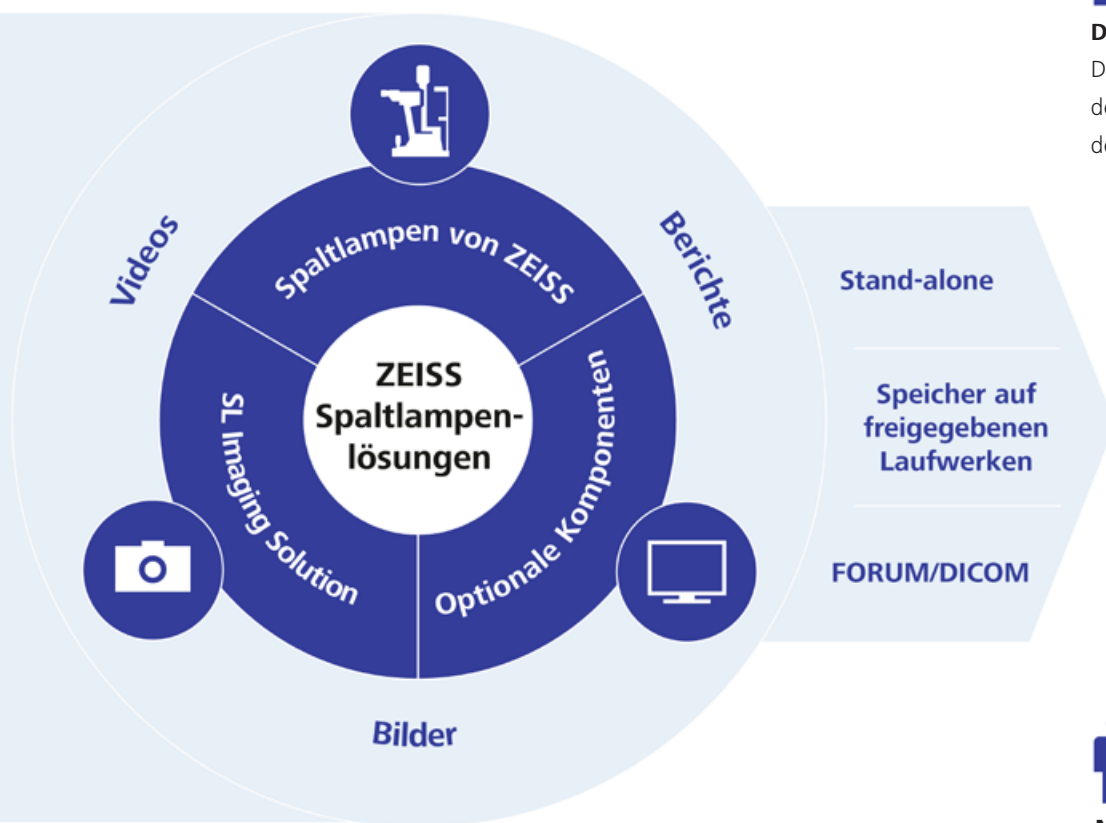 Videos
Spaltlampen von ZEISS
Berichte
SL Imaging Solution
ZEISS
Spaltlampen-
lösungen
Optionale Komponenten
Bilder
Stand-alone
Speicher auf
freigegebenen
Laufwerken
FORUM/DICOM